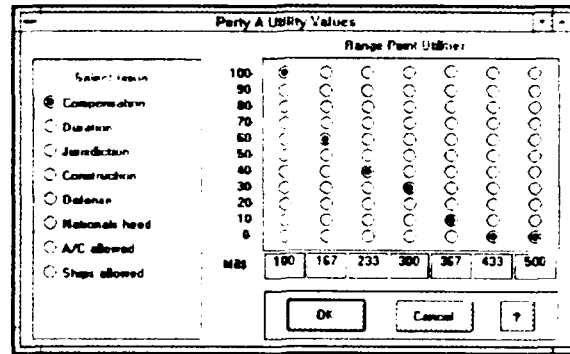 Party A Utility Values
Range Point Utilities
Select Issue
Compensation
Duration
Jurisdiction
Construction
Defense
Nationals
A/C allowed
Ships allowed
100
90
80
70
60
50
40
30
20
10
0
100 167 233 300 367 433 500
OK
Cancel
?